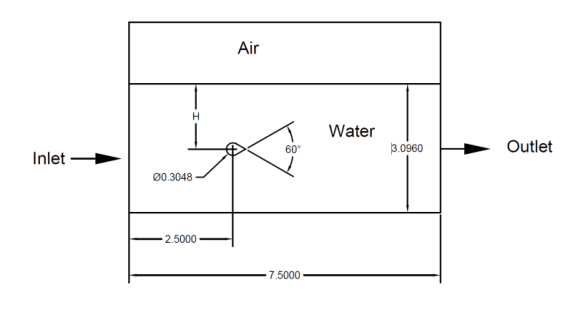 Air
H
Water
Inlet
60°
3.0960
Outlet
Ø0.3048
2.5000
7.5000